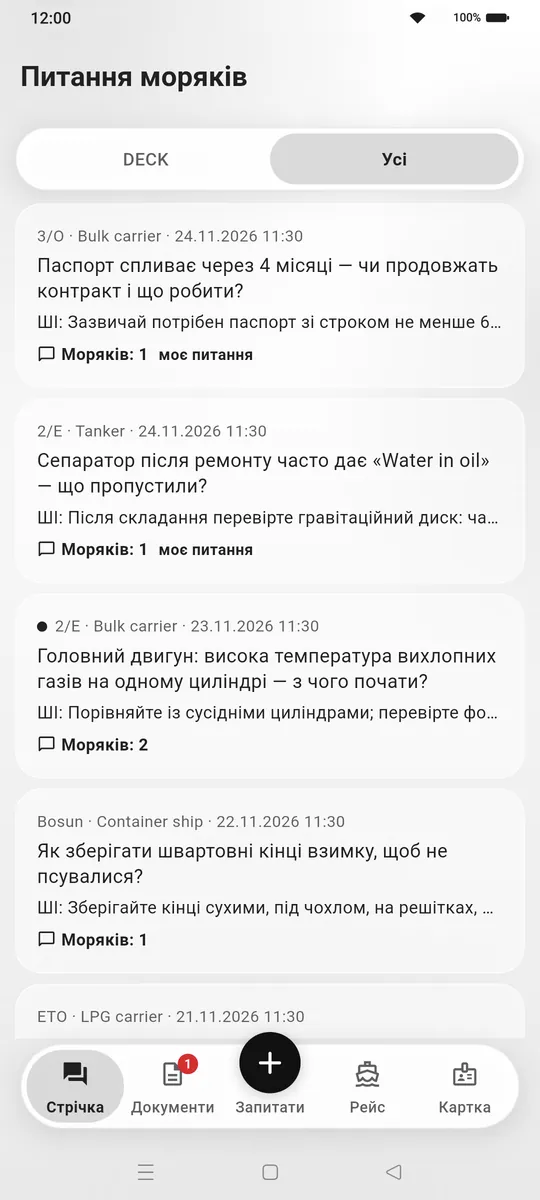 12:00
100%
Питання моряків
DECK
Усі
3/O · Bulk carrier · 24.11.2026 11:30
Паспорт спливає через 4 місяці — чи продовжать
контракт і що робити?
ШІ: Зазвичай потрібен паспорт зі строком не менше 6…
Моряків: 1 моє питання
2/E · Tanker · 24.11.2026 11:30
Сепаратор після ремонту часто дає «Water in oil»
— що пропустили?
ШІ: Після складання перевірте гравітаційний диск: ча…
Моряків: 1 моє питання
2/E · Bulk carrier · 23.11.2026 11:30
Головний двигун: висока температура вихлопних
газів на одному циліндрі — з чого почати?
ШІ: Порівняйте із сусідніми циліндрами; перевірте фо…
Моряків: 2
Bosun · Container ship · 22.11.2026 11:30
Як зберігати швартовні кінці взимку, щоб не
псувалися?
ШІ: Зберігайте кінці сухими, під чохлом, на решітках, …
Моряків: 1
ETO · LPG carrier · 21.11.2026 11:30
1
Стрічка
Документи
Запитати
Рейс
Картка